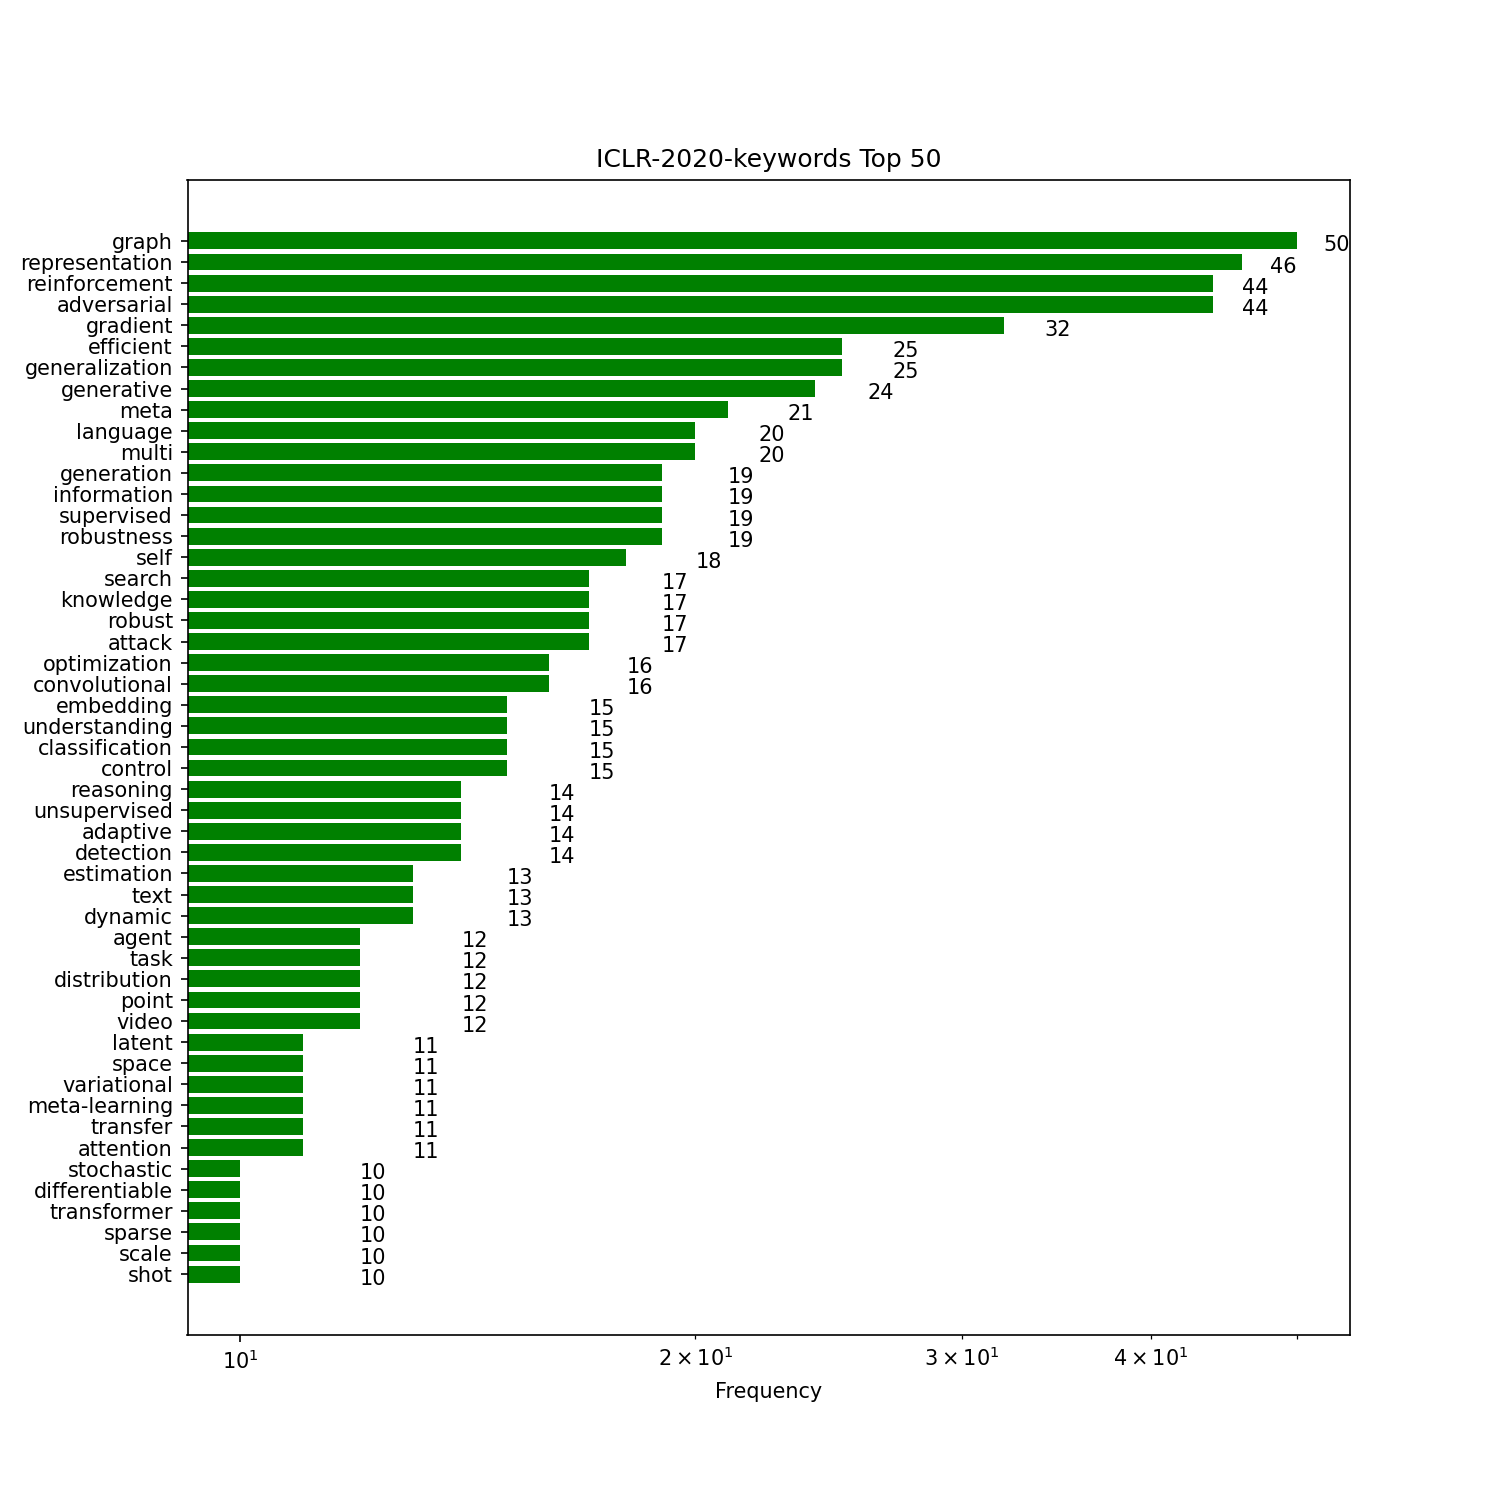 ICLR-2020-keywords Top 50
graph 50
representation 46
reinforcement 44
adversarial 44
gradient 32
efficient 25
generalization 25
generative 24
meta 21
language 20
multi 20
generation 19
information 19
supervised 19
robustness 19
self 18
search 17
knowledge 17
robust 17
attack 17
optimization 16
convolutional 16
embedding 15
understanding 15
classification 15
control 15
reasoning 14
unsupervised 14
adaptive 14
detection 14
estimation 13
text 13
dynamic 13
agent 12
task 12
distribution 12
point 12
video 12
latent 11
space 11
variational 11
meta-learning 11
transfer 11
attention 11
stochastic 10
differentiable 10
transformer 10
sparse 10
scale 10
shot 10
10¹ 2 × 10¹ 3 × 10¹ 4 × 10¹
Frequency